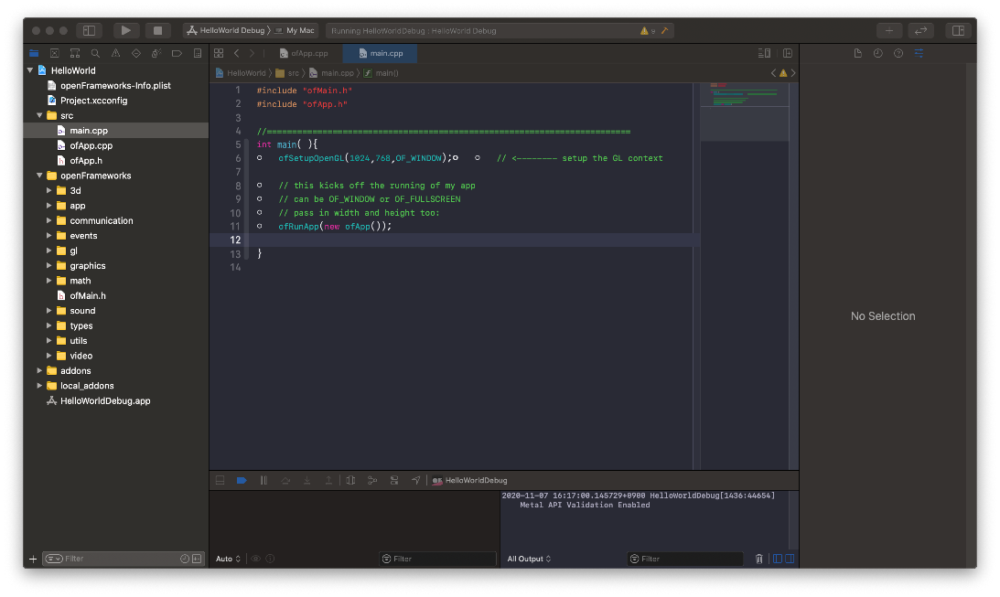 HelloWorld Debug 〉 My Mac
Running HelloWorldDebug : HelloWorld Debug
9
ofApp.cpp
main.cpp
HelloWorld 〉 src 〉 main.cpp 〉 f main()
HelloWorld
openFrameworks-Info.plist
Project.xcconfig
src
main.cpp
ofApp.cpp
ofApp.h
openFrameworks
3d
app
communication
events
gl
graphics
math
ofMain.h
sound
types
utils
video
addons
local_addons
HelloWorldDebug.app
Filter
1 #include "ofMain.h"
2 #include "ofApp.h"
3
4 //========================================================================
5 int main( ){
6 ofSetupOpenGL(1024,768,OF_WINDOW); // <-------- setup the GL context
7
8 // this kicks off the running of my app
9 // can be OF_WINDOW or OF_FULLSCREEN
10 // pass in width and height too:
11 ofRunApp(new ofApp());
12
13 }
14
No Selection
HelloWorldDebug
2020-11-07 16:17:00.145729+0900 HelloWorldDebug[1436:44654]
Metal API Validation Enabled
Auto
Filter
All Output
Filter